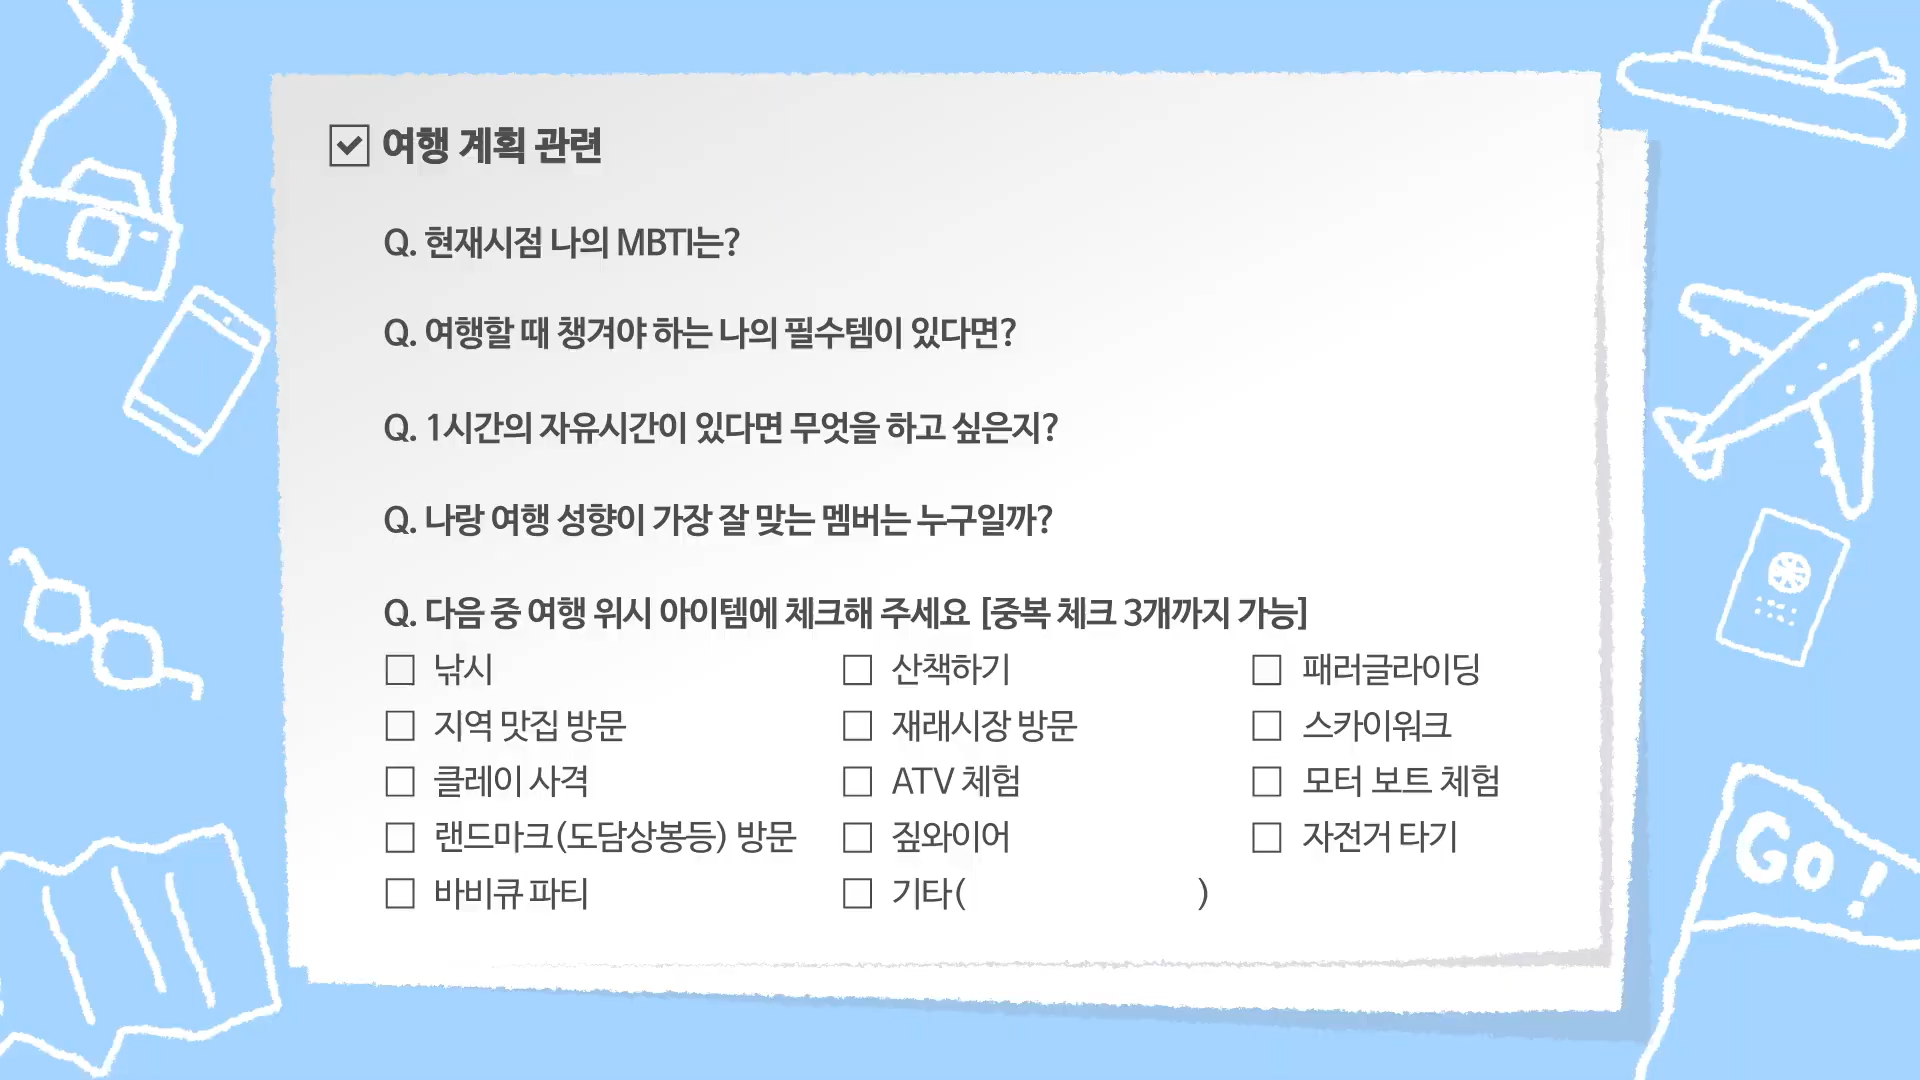 여행 계획 관련
Q. 현재시점 나의 MBTI는?
Q. 여행할 때 챙겨야 하는 나의 필수템이 있다면?
Q. 1시간의 자유시간이 있다면 무엇을 하고 싶은지?
Q. 나랑 여행 성향이 가장 잘 맞는 멤버는 누구일까?
Q. 다음 중 여행 위시 아이템에 체크해 주세요 [중복 체크 3개까지 가능]
낚시 산책하기 패러글라이딩
지역 맛집 방문 재래시장 방문 스카이워크
클레이 사격 ATV 체험 모터 보트 체험
랜드마크(도담상봉등) 방문 짚와이어 자전거 타기
바비큐 파티 기타( )
Go!